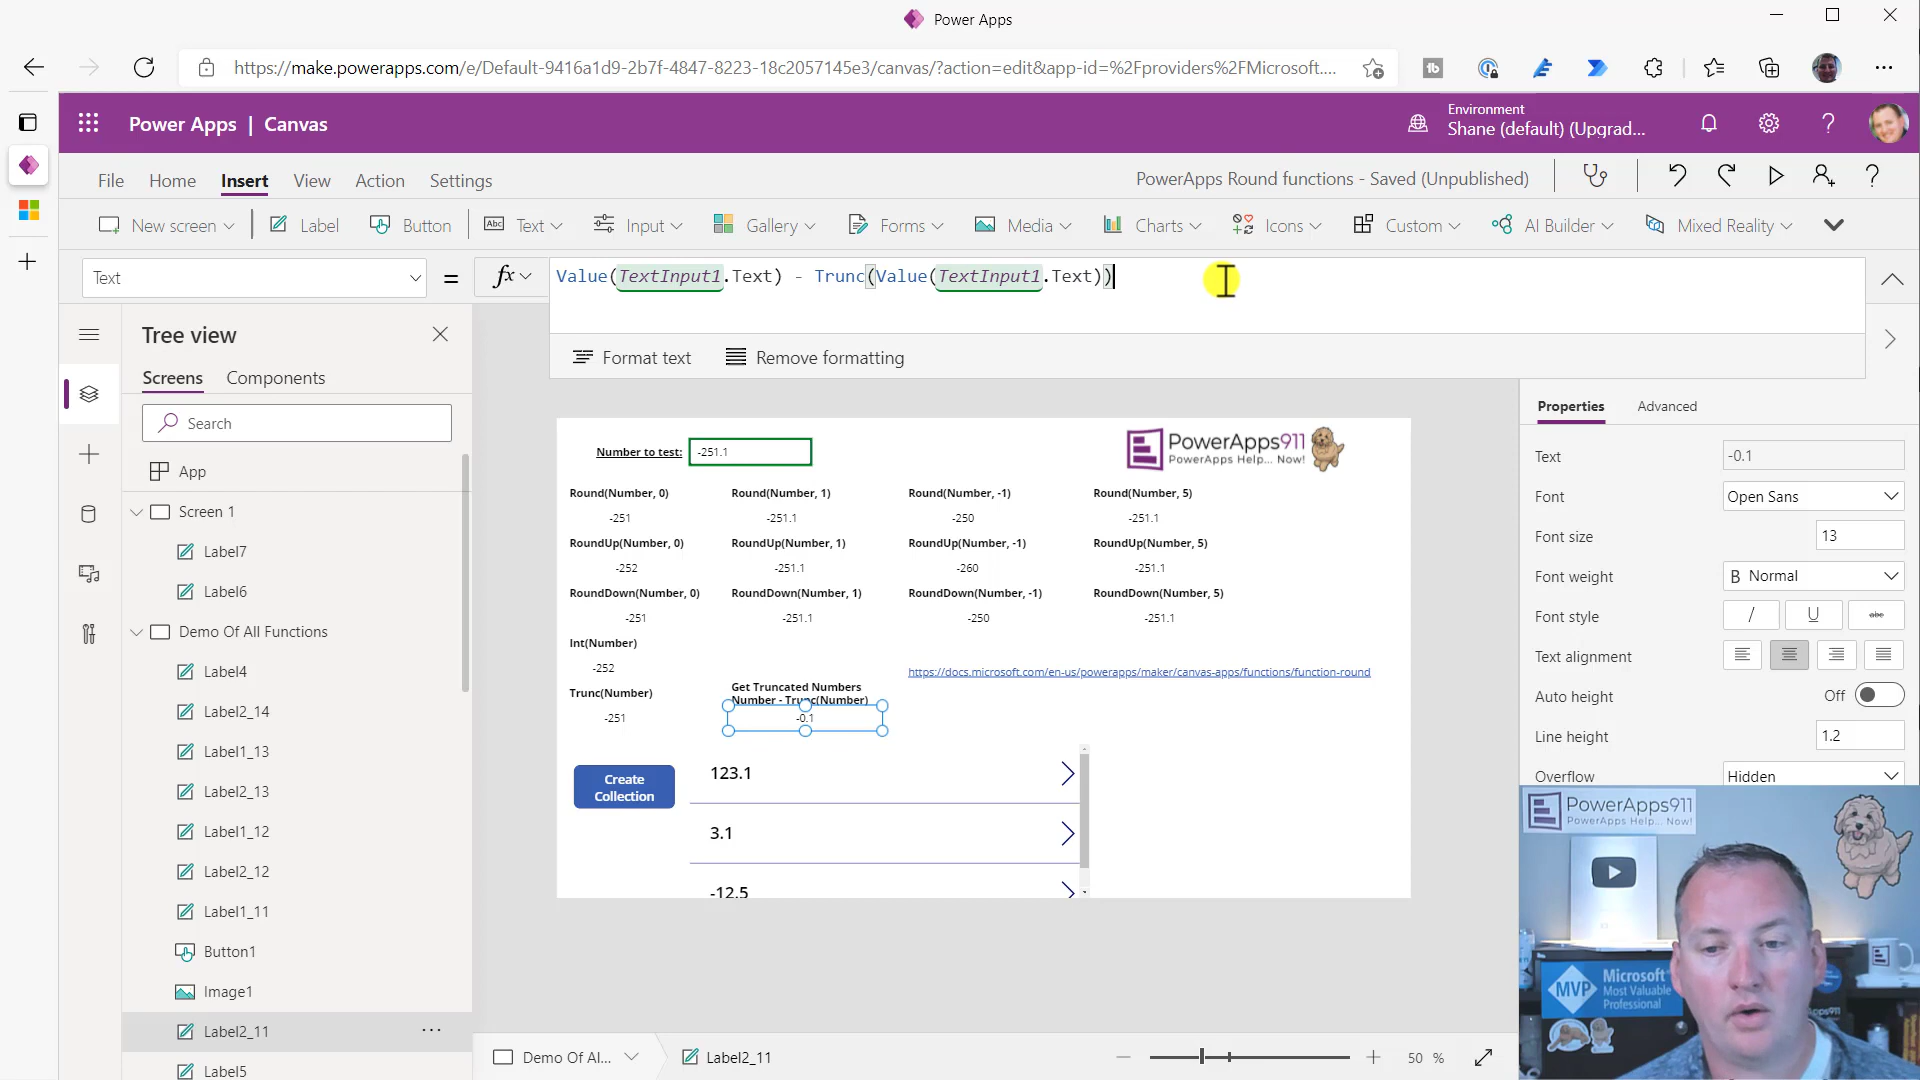 Power Apps
https://make.powerapps.com/e/Default-9416a1d9-2b7f-4847-8223-18c2057145e3/canvas/?action=edit&app-id=%2Fproviders%2FMicrosoft....
Power Apps | Canvas
Environment
Shane (default) (Upgrad...
File Home Insert View Action Settings
PowerApps Round functions - Saved (Unpublished)
New screen Label Button Text Input Gallery Forms Media Charts Icons Custom AI Builder Mixed Reality
Text = fx Value(TextInput1.Text) - Trunc(Value(TextInput1.Text))
Format text Remove formatting
Tree view
Screens Components
Search
App
Screen 1
Label7
Label6
Demo Of All Functions
Label4
Label2_14
Label1_13
Label2_13
Label1_12
Label2_12
Label1_11
Button1
Image1
Label2_11 ...
Label5
Number to test: -251.1
PowerApps911
PowerApps Help... Now!
Round(Number, 0) Round(Number, 1) Round(Number, -1) Round(Number, 5)
-251 -251.1 -250 -251.1
RoundUp(Number, 0) RoundUp(Number, 1) RoundUp(Number, -1) RoundUp(Number, 5)
-252 -251.1 -260 -251.1
RoundDown(Number, 0) RoundDown(Number, 1) RoundDown(Number, -1) RoundDown(Number, 5)
-251 -251.1 -250 -251.1
Int(Number)
-252
https://docs.microsoft.com/en-us/powerapps/maker/canvas-apps/functions/function-round
Trunc(Number)
-251
Get Truncated Numbers
Number - Trunc(Number)
-0.1
Create
Collection
123.1
3.1
-12.5
Demo Of Al... Label2_11
50 %
Properties Advanced
Text -0.1
Font Open Sans
Font size 13
Font weight B Normal
Font style / U abc
Text alignment
Auto height Off
Line height 1.2
Overflow Hidden
PowerApps911
PowerApps Help... Now!
Microsoft
MVP Most Valuable
Professional